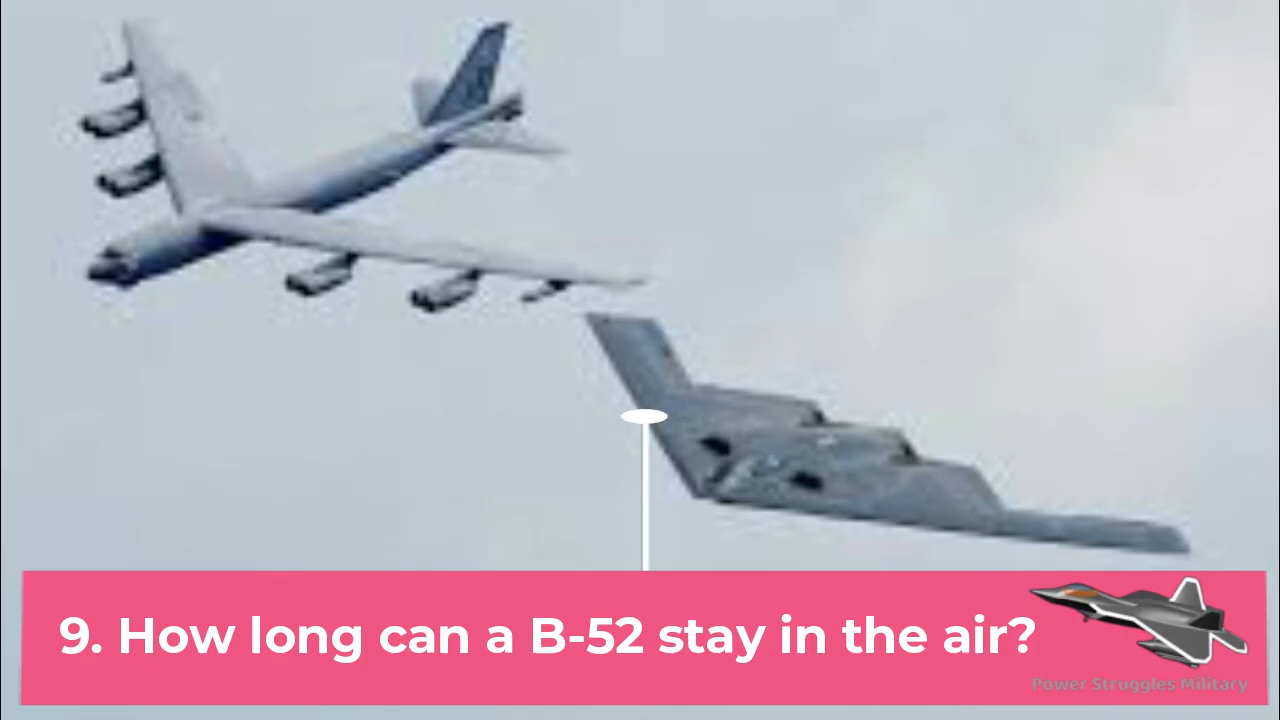 9. How long can a B-52 stay in the air?
Power Struggles Military